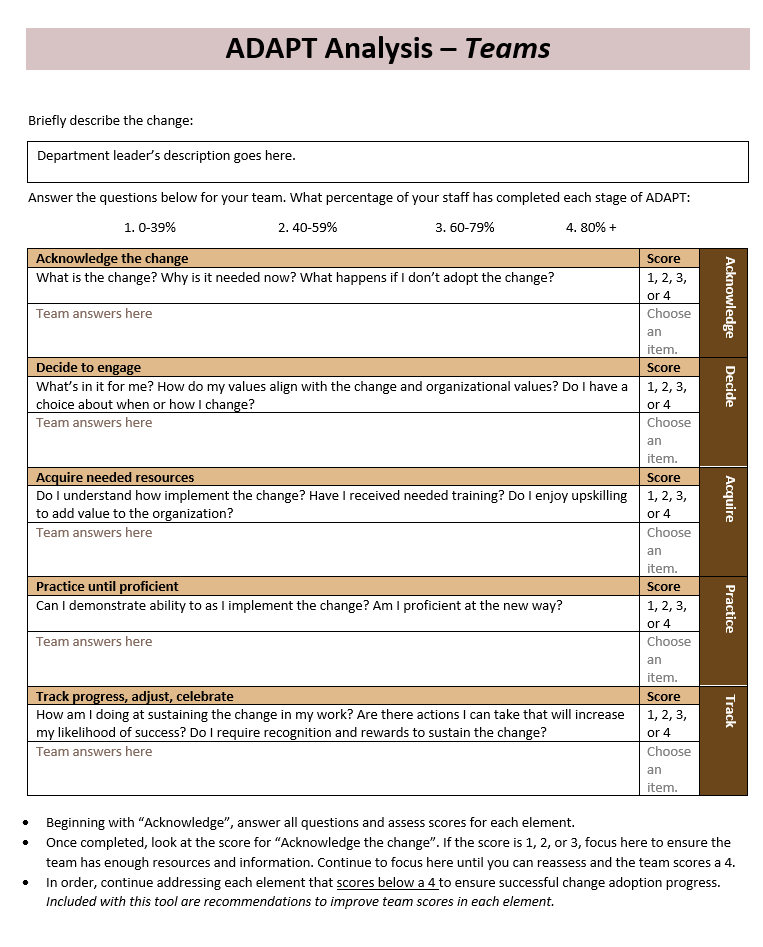 ADAPT Analysis – Teams
Briefly describe the change:
Department leader’s description goes here.
Answer the questions below for your team. What percentage of your staff has completed each stage of ADAPT:
1. 0-39% 2. 40-59% 3. 60-79% 4. 80% +
Acknowledge the change Score
Acknowledge
What is the change? Why is it needed now? What happens if I don’t adopt the change? 1, 2, 3,
or 4
Team answers here Choose
an
item.
Decide to engage Score
Decide
What’s in it for me? How do my values align with the change and organizational values? Do I have a 1, 2, 3,
choice about when or how I change? or 4
Team answers here Choose
an
item.
Acquire needed resources Score
Acquire
Do I understand how implement the change? Have I received needed training? Do I enjoy upskilling 1, 2, 3,
to add value to the organization? or 4
Team answers here Choose
an
item.
Practice until proficient Score
Practice
Can I demonstrate ability to as I implement the change? Am I proficient at the new way? 1, 2, 3,
or 4
Team answers here Choose
an
item.
Track progress, adjust, celebrate Score
Track
How am I doing at sustaining the change in my work? Are there actions I can take that will increase 1, 2, 3,
my likelihood of success? Do I require recognition and rewards to sustain the change? or 4
Team answers here Choose
an
item.
• Beginning with “Acknowledge”, answer all questions and assess scores for each element.
• Once completed, look at the score for “Acknowledge the change”. If the score is 1, 2, or 3, focus here to ensure the
team has enough resources and information. Continue to focus here until you can reassess and the team scores a 4.
• In order, continue addressing each element that scores below a 4 to ensure successful change adoption progress.
Included with this tool are recommendations to improve team scores in each element.